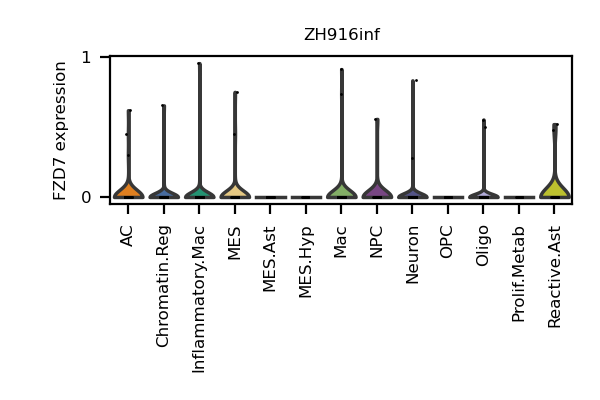 ZH916inf
1
0
FZD7 expression
AC
Chromatin.Reg
Inflammatory.Mac
MES
MES.Ast
MES.Hyp
Mac
NPC
Neuron
OPC
Oligo
Prolif.Metab
Reactive.Ast